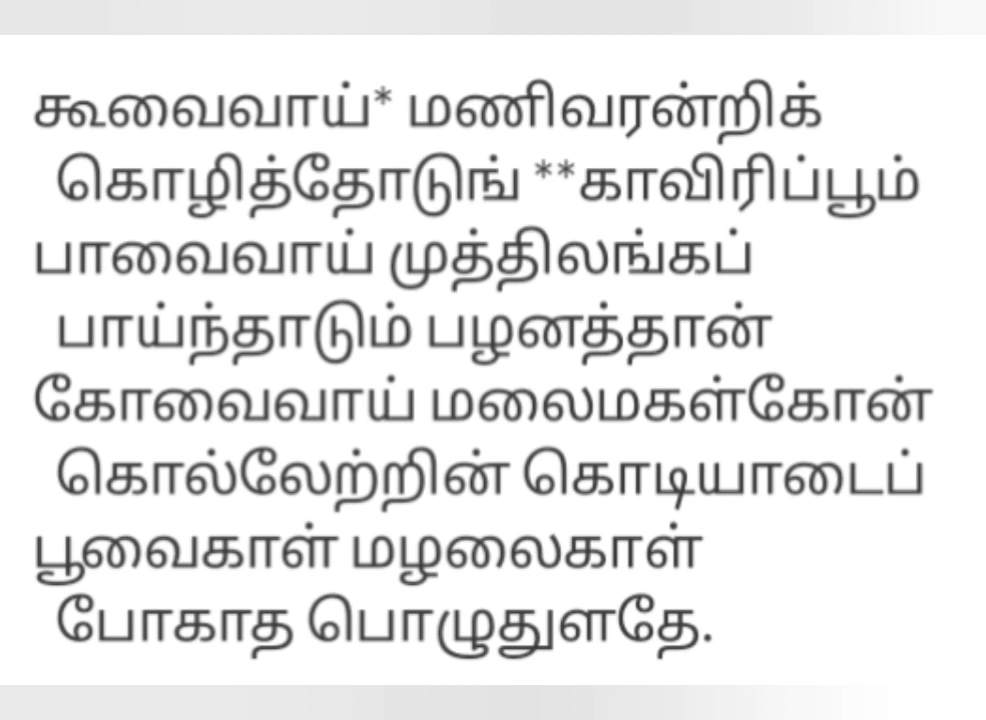 கூவைவாய்* மணிவரன்றிக்
கொழித்தோடுங் **காவிரிப்பூம்
பாவைவாய் முத்திலங்கப்
பாய்ந்தாடும் பழனத்தான்
கோவைவாய் மலைமகள்கோன்
கொல்லேற்றின் கொடியாடைப்
பூவைகாள் மழலைகாள்
போகாத பொழுதுளதே.